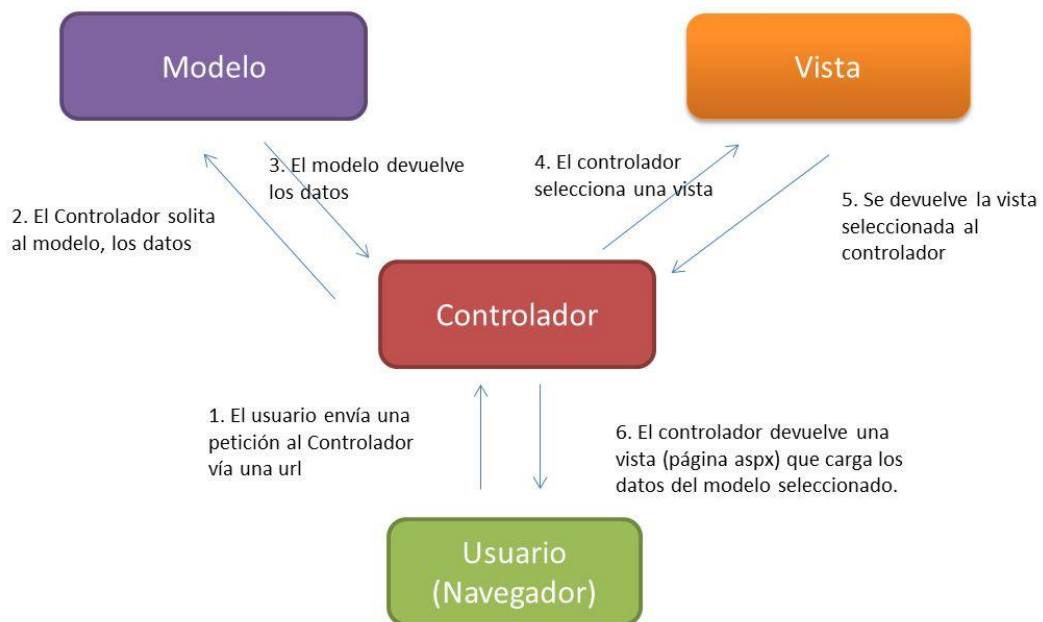 Modelo
Vista
3. El modelo devuelve
los datos
4. El controlador
selecciona una vista
2. El Controlador solita
al modelo, los datos
5. Se devuelve la vista
seleccionada al
controlador
Controlador
1. El usuario envía una
petición al Controlador
vía una url
6. El controlador devuelve una
vista (página aspx) que carga los
datos del modelo seleccionado.
Usuario
(Navegador)